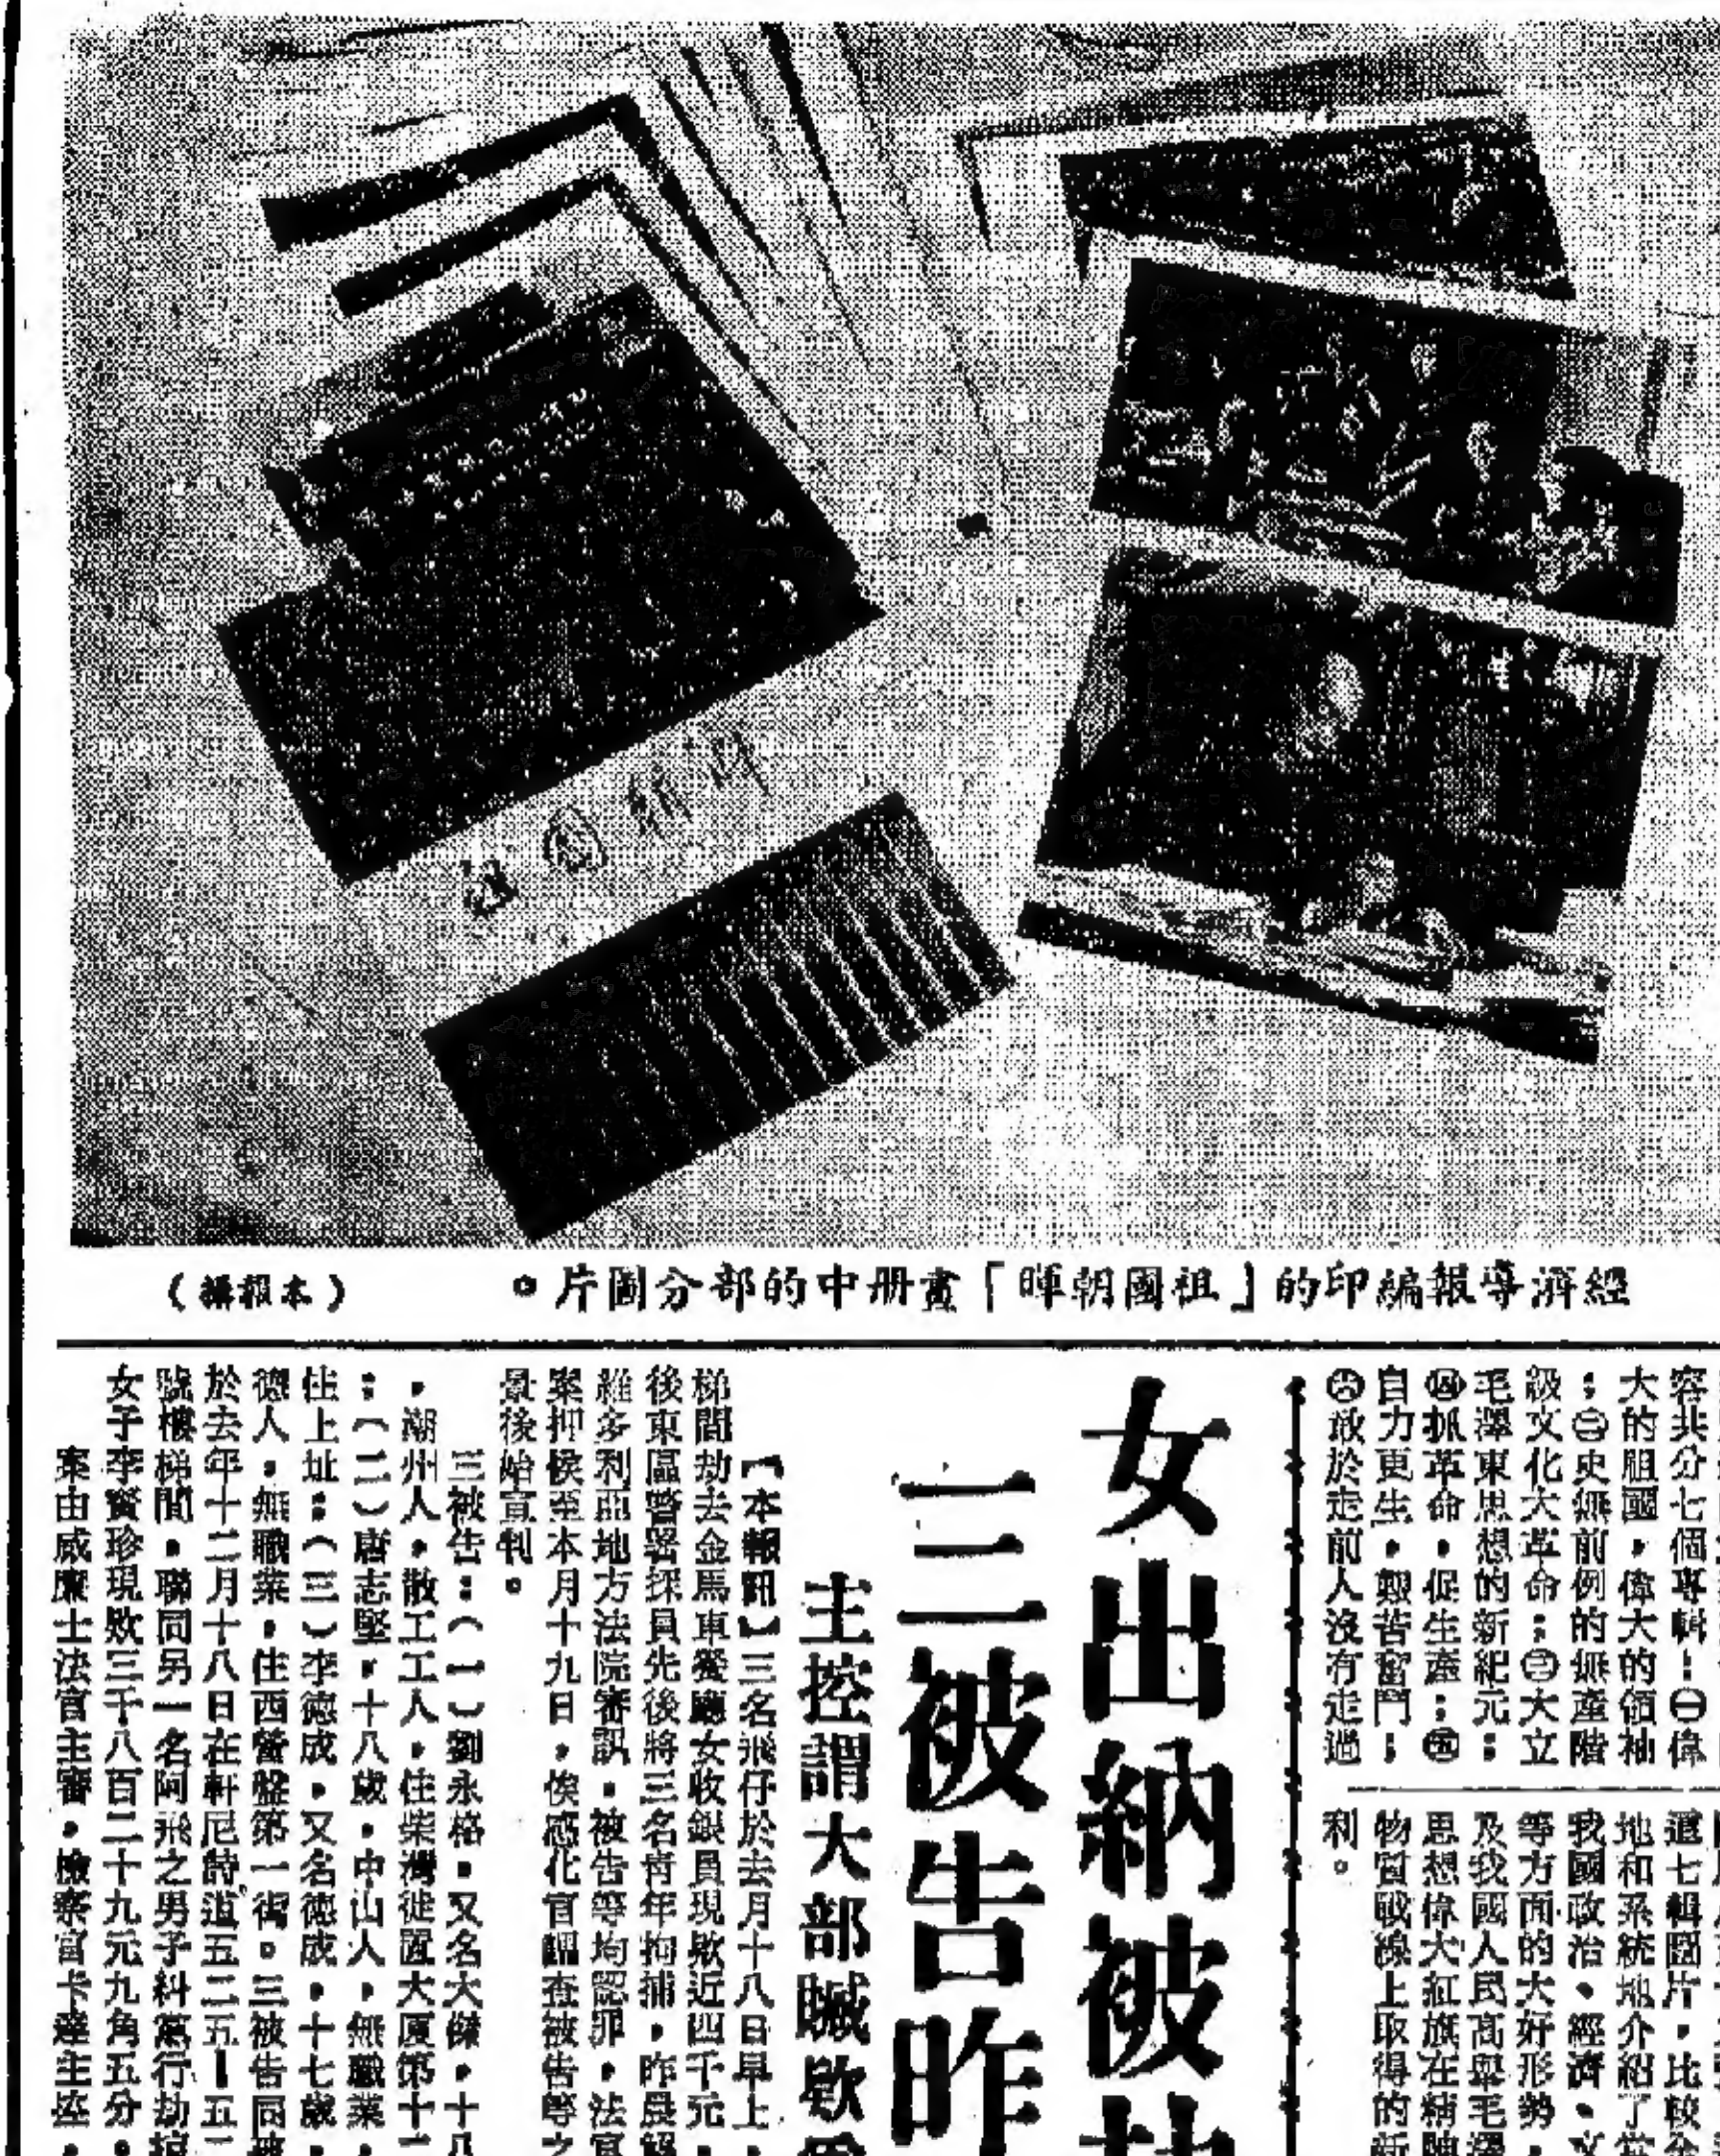 祖國朝暉
經濟導報編印的「祖國朝暉」畫册中的部分圖片。
（本報攝）
容共分七個專輯：㊀偉
大的祖國，偉大的領袖
；㊁史無前例的無產階
級文化大革命；㊂大立
毛澤東思想的新紀元；
㊃抓革命，促生產；㊄
自力更生，艱苦奮鬥；
㊅敢於走前人沒有走過
這七輯圖片，比較
地和系統地介紹了
我國政治、經濟、文
等方面的大好形勢，
及我國人民高舉毛澤
思想偉大紅旗在精神
物質戰線上取得的新
利。
女出納被劫
三被告昨
主控謂大部贓欵
【本報訊】三名飛仔於去月十八日早上，
梯間劫去金馬車餐廳女收銀員現欵近四千元，
後東區警署探員先後將三名青年拘捕，昨晨解
維多利亞地方法院審訊，被告等均認罪，法官
案押候至本月十九日，俟感化官調查被告等之
景後始宣判。
三被告：（一）劉永格，又名大傑，十八
，潮州人，散工工人，住柴灣徙置大厦第十二
；（二）唐志堅，十八歲，中山人，無職業，
住上址；（三）李德成，又名德成，十七歲，
德人，無職業，住西營盤第一街。三被告同被
於去年十二月十八日在軒尼詩道五二五—五二
號樓梯間，聯同另一名阿飛之男子糾黨行劫掠
女子李賢珍現欵三千八百二十九元九角五分。
案由威廉士法官主審，檢察官卡達主控，